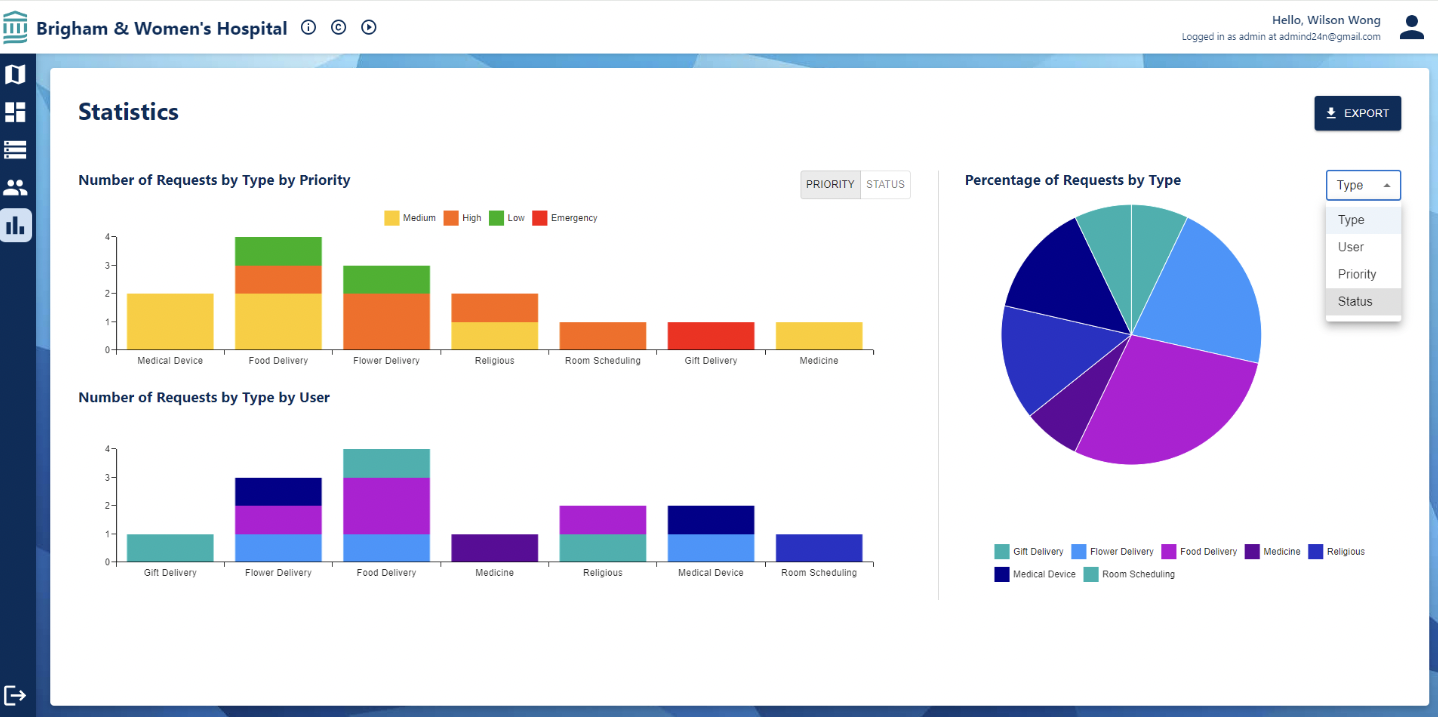 Brigham & Women's Hospital
Hello, Wilson Wong
Logged in as admin at admind24n@gmail.com
Statistics
EXPORT
Number of Requests by Type by Priority
PRIORITY STATUS
Medium High Low Emergency
4
3
2
1
0
Medical Device Food Delivery Flower Delivery Religious Room Scheduling Gift Delivery Medicine
Number of Requests by Type by User
4
3
2
1
0
Gift Delivery Flower Delivery Food Delivery Medicine Religious Medical Device Room Scheduling
Percentage of Requests by Type
Type
Type
User
Priority
Status
Gift Delivery Flower Delivery Food Delivery Medicine Religious
Medical Device Room Scheduling